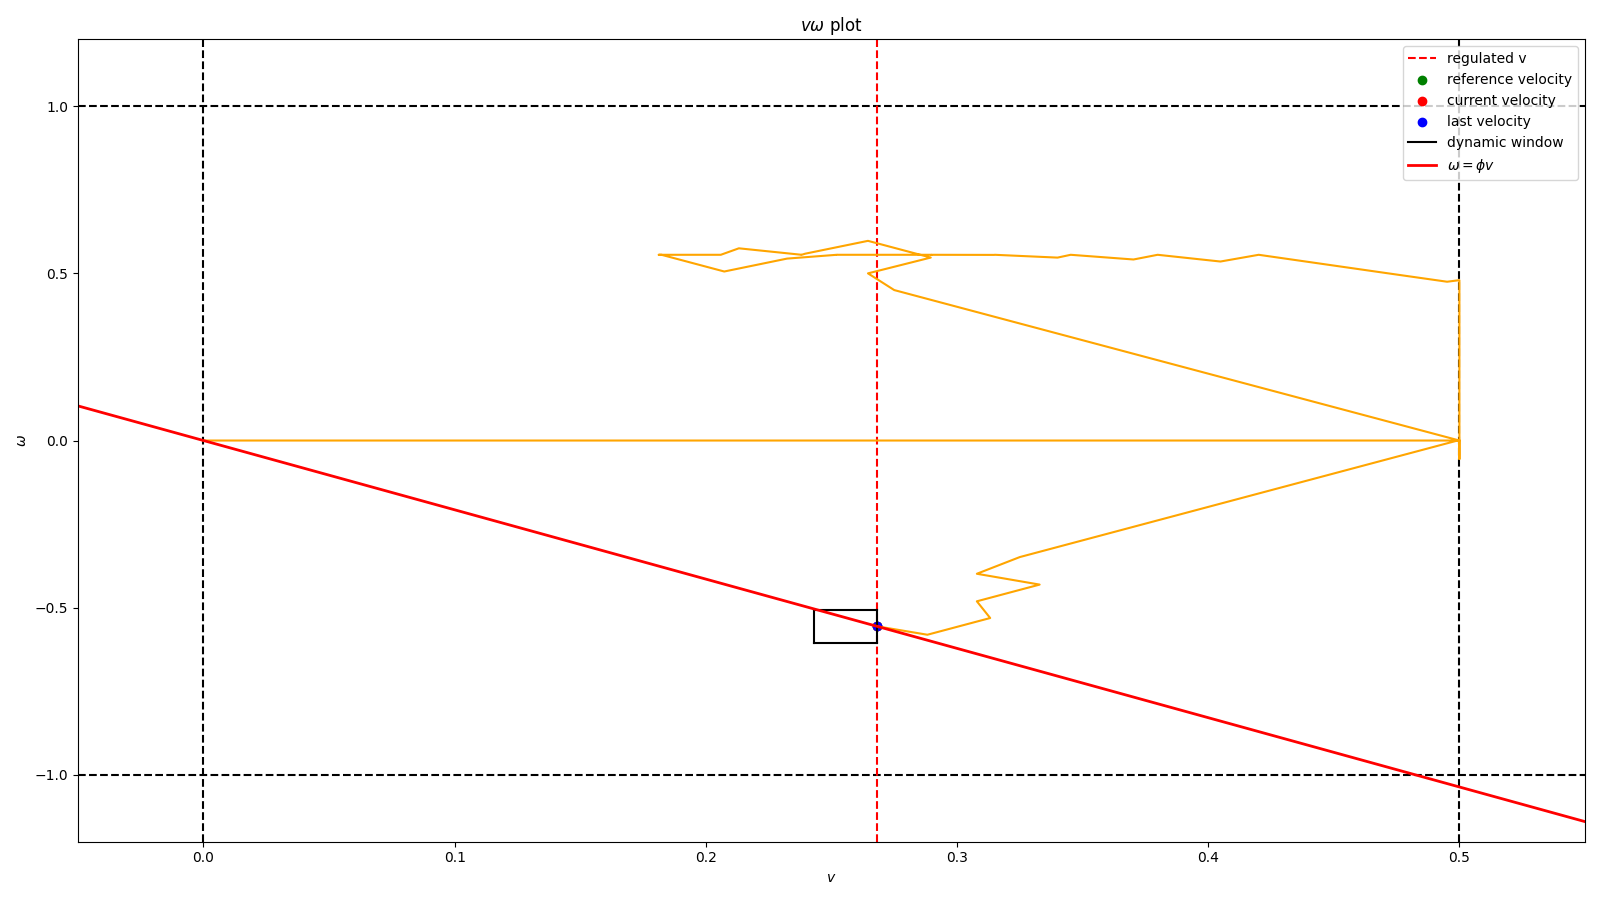 vω plot
regulated v
reference velocity
current velocity
last velocity
dynamic window
ω = ϕv
1.0
0.5
0.0
−0.5
−1.0
ω
0.0 0.1 0.2 0.3 0.4 0.5
v